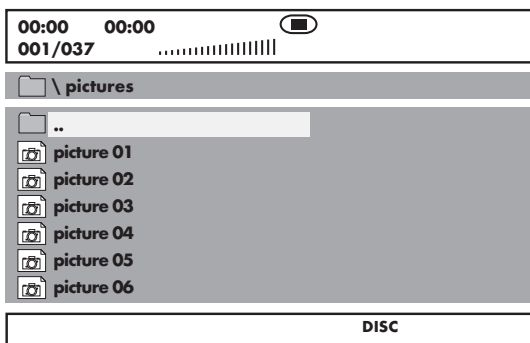 00:00 00:00
001/037
\ pictures
..
picture 01
picture 02
picture 03
picture 04
picture 05
picture 06
DISC